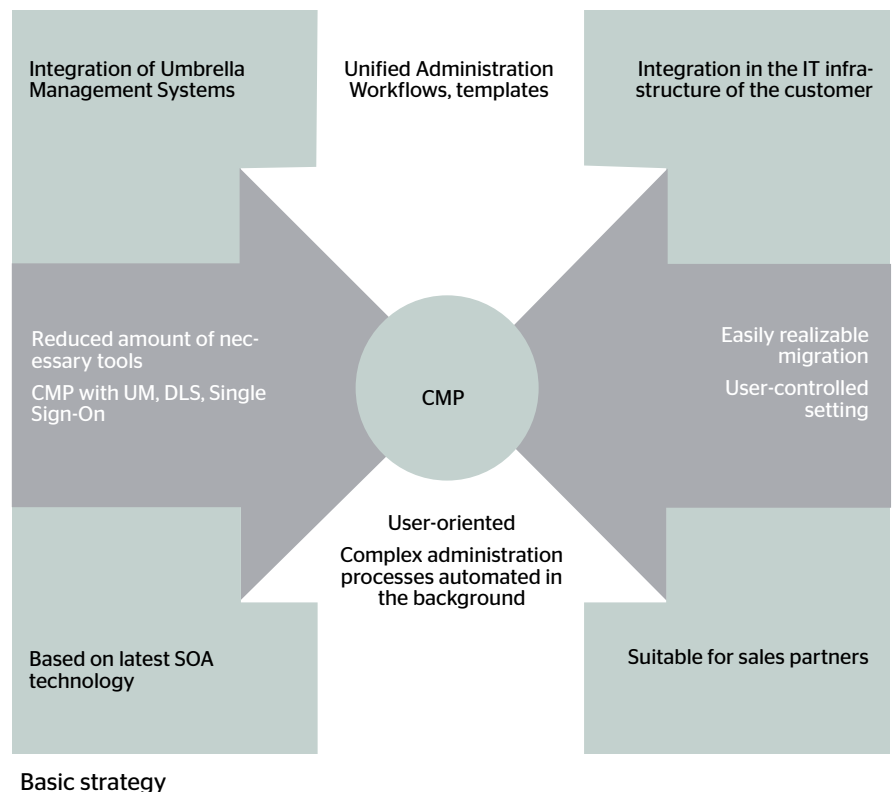 Integration of Umbrella
Management Systems
Unified Administration
Workflows, templates
Integration in the IT infra-
structure of the customer
Reduced amount of nec-
essary tools
CMP with UM, DLS, Single
Sign-On
CMP
Easily realizable
migration
User-controlled
setting
User-oriented
Complex administration
processes automated in
the background
Based on latest SOA
technology
Suitable for sales partners
Basic strategy